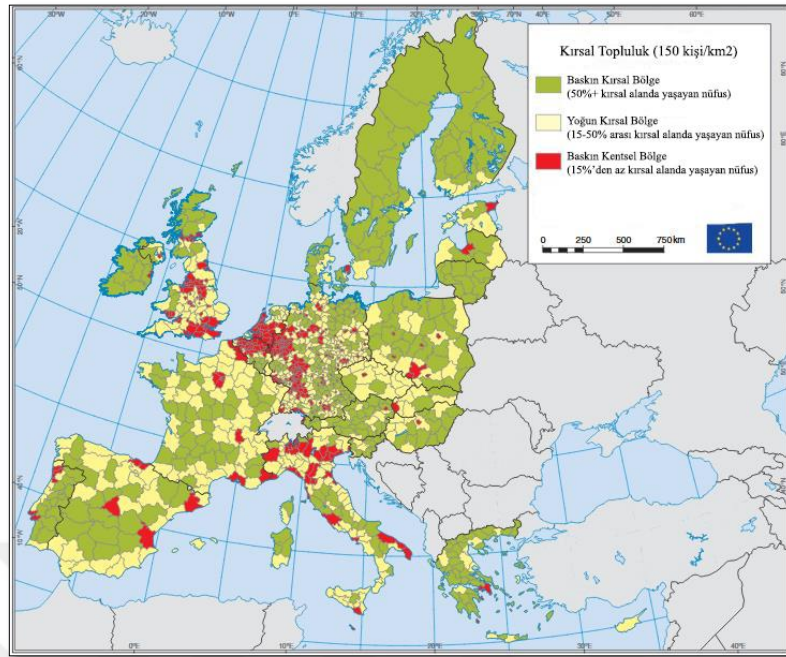 30°W
20°W
10°W
0°E
10°E
20°E
30°E
40°E
50°E
60°E
Kırsal Topluluk (150 kişi/km2)
Baskın Kırsal Bölge
(50%+ kırsal alanda yaşayan nüfus)
Yoğun Kırsal Bölge
(15-50% arası kırsal alanda yaşayan nüfus)
Baskın Kentsel Bölge
(15%'den az kırsal alanda yaşayan nüfus)
0 250 500 750 km
0°E
10°E
20°E
30°E
40°E